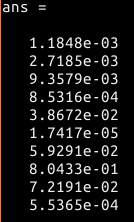 ans =
1.1848e-03
2.7185e-03
9.3579e-03
8.5316e-04
3.8672e-02
1.7417e-05
5.9291e-02
8.0433e-01
7.2191e-02
5.5365e-04